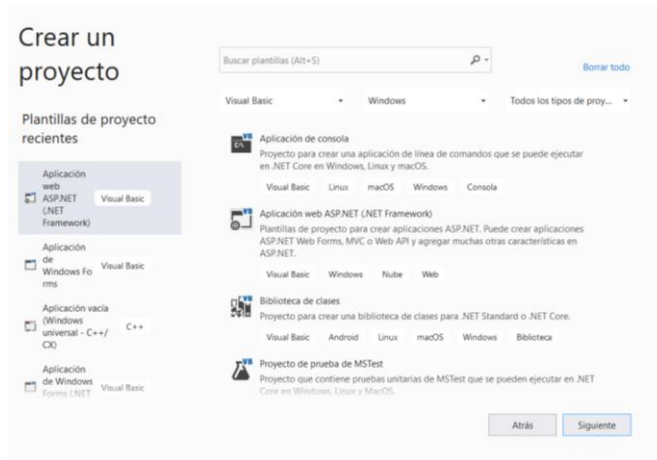 Crear un
proyecto
Plantillas de proyecto
recientes
Aplicación
web
ASP.NET
(.NET
Framework)
Visual Basic
Aplicación
de
Windows Fo
rms
Visual Basic
Aplicación vacía
(Windows
universal - C++/
CX)
C++
Aplicación
de Windows
Forms (.NET
Visual Basic
Buscar plantillas (Alt+S)
Borrar todo
Visual Basic
Windows
Todos los tipos de proy...
Aplicación de consola
Proyecto para crear una aplicación de línea de comandos que se puede ejecutar
en .NET Core en Windows, Linux y macOS.
Visual Basic Linux macOS Windows Consola
Aplicación web ASP.NET (.NET Framework)
Plantillas de proyecto para crear aplicaciones ASP.NET. Puede crear aplicaciones
ASP.NET Web Forms, MVC o Web API y agregar muchas otras características en
ASP.NET.
Visual Basic Windows Nube Web
Biblioteca de clases
Proyecto para crear una biblioteca de clases para .NET Standard o .NET Core.
Visual Basic Android Linux macOS Windows Biblioteca
Proyecto de prueba de MSTest
Proyecto que contiene pruebas unitarias de MSTest que se pueden ejecutar en .NET
Core en Windows, Linux y MacOS.
Atrás
Siguiente